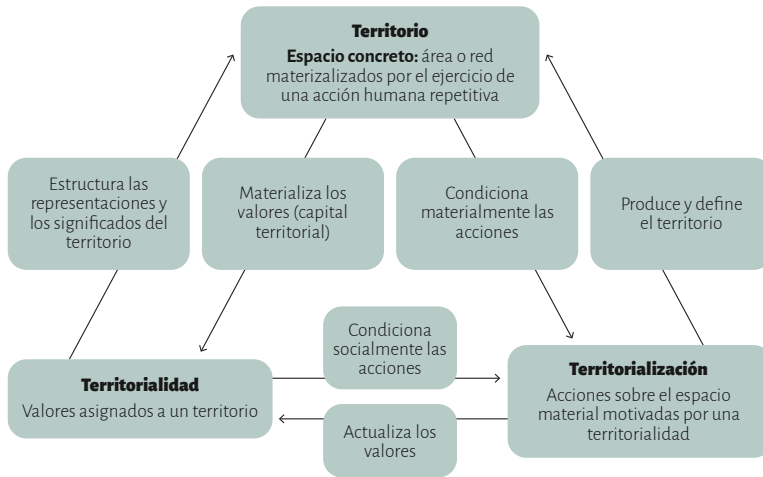 Territorio
Espacio concreto: área o red
materizalizados por el ejercicio de
una acción humana repetitiva
Estructura las
representaciones y
los significados del
territorio
Materializa los
valores (capital
territorial)
Condiciona
materialmente las
acciones
Produce y define
el territorio
Condiciona
socialmente las
acciones
Territorialidad
Valores asignados a un territorio
Territorialización
Acciones sobre el espacio
material motivadas por una
territorialidad
Actualiza los
valores